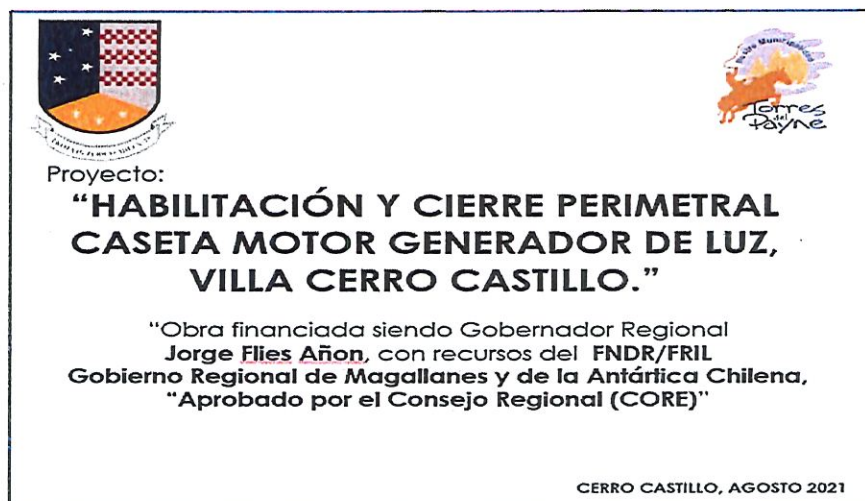 Ilustre Municipalidad
Torres
del
Payne
Proyecto:
“HABILITACIÓN Y CIERRE PERIMETRAL
CASETA MOTOR GENERADOR DE LUZ,
VILLA CERRO CASTILLO.”
“Obra financiada siendo Gobernador Regional
Jorge Flies Añon, con recursos del FNDR/FRIL
Gobierno Regional de Magallanes y de la Antártica Chilena,
“Aprobado por el Consejo Regional (CORE)”
CERRO CASTILLO, AGOSTO 2021